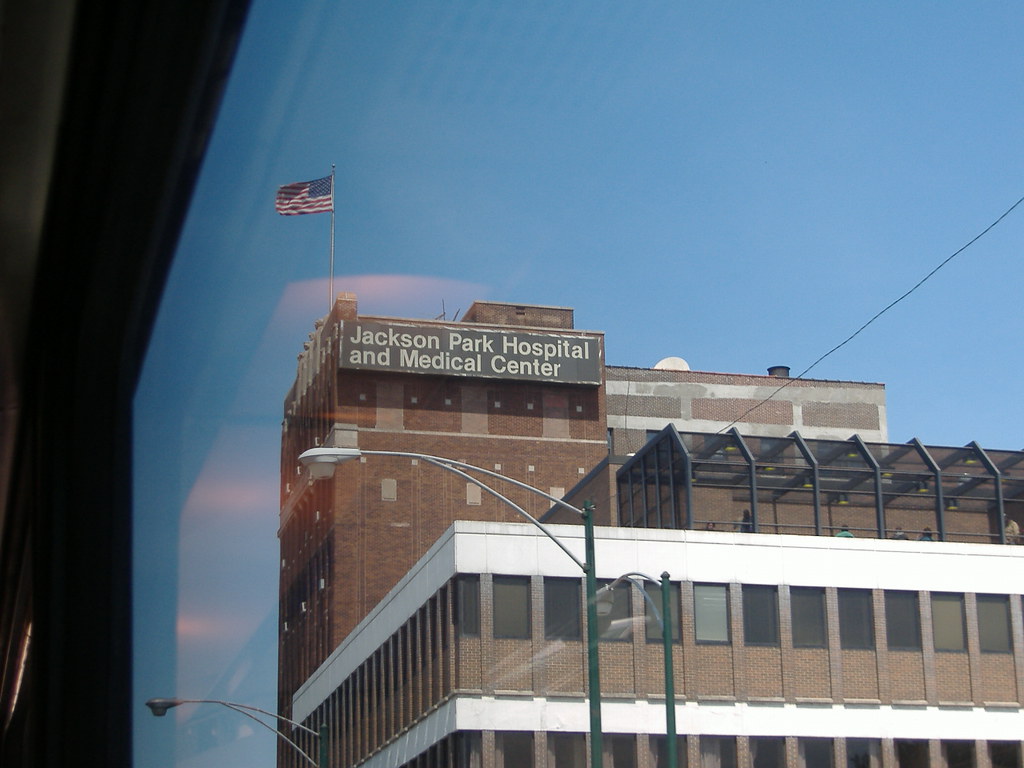 Jackson Park Hospital
and Medical Center